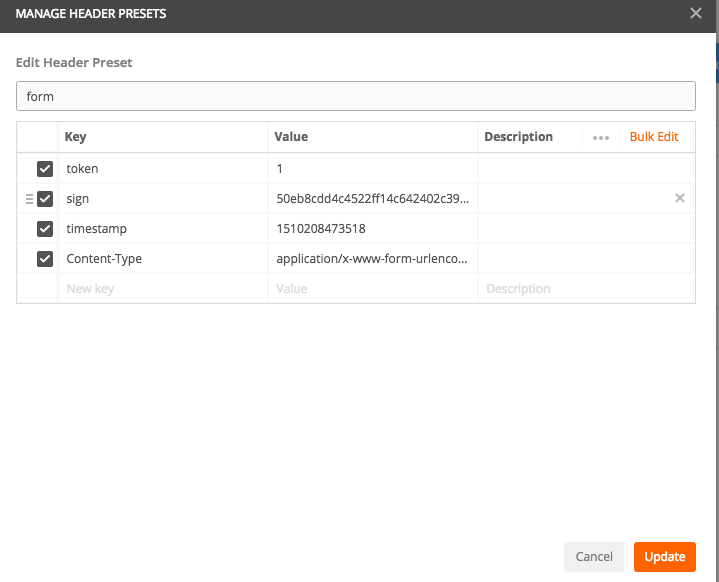 MANAGE HEADER PRESETS
Edit Header Preset
form
Key Value Description Bulk Edit
token 1
sign 50eb8cdd4c4522ff14c642402c39...
timestamp 1510208473518
Content-Type application/x-www-form-urlenco...
New key Value Description
Cancel Update